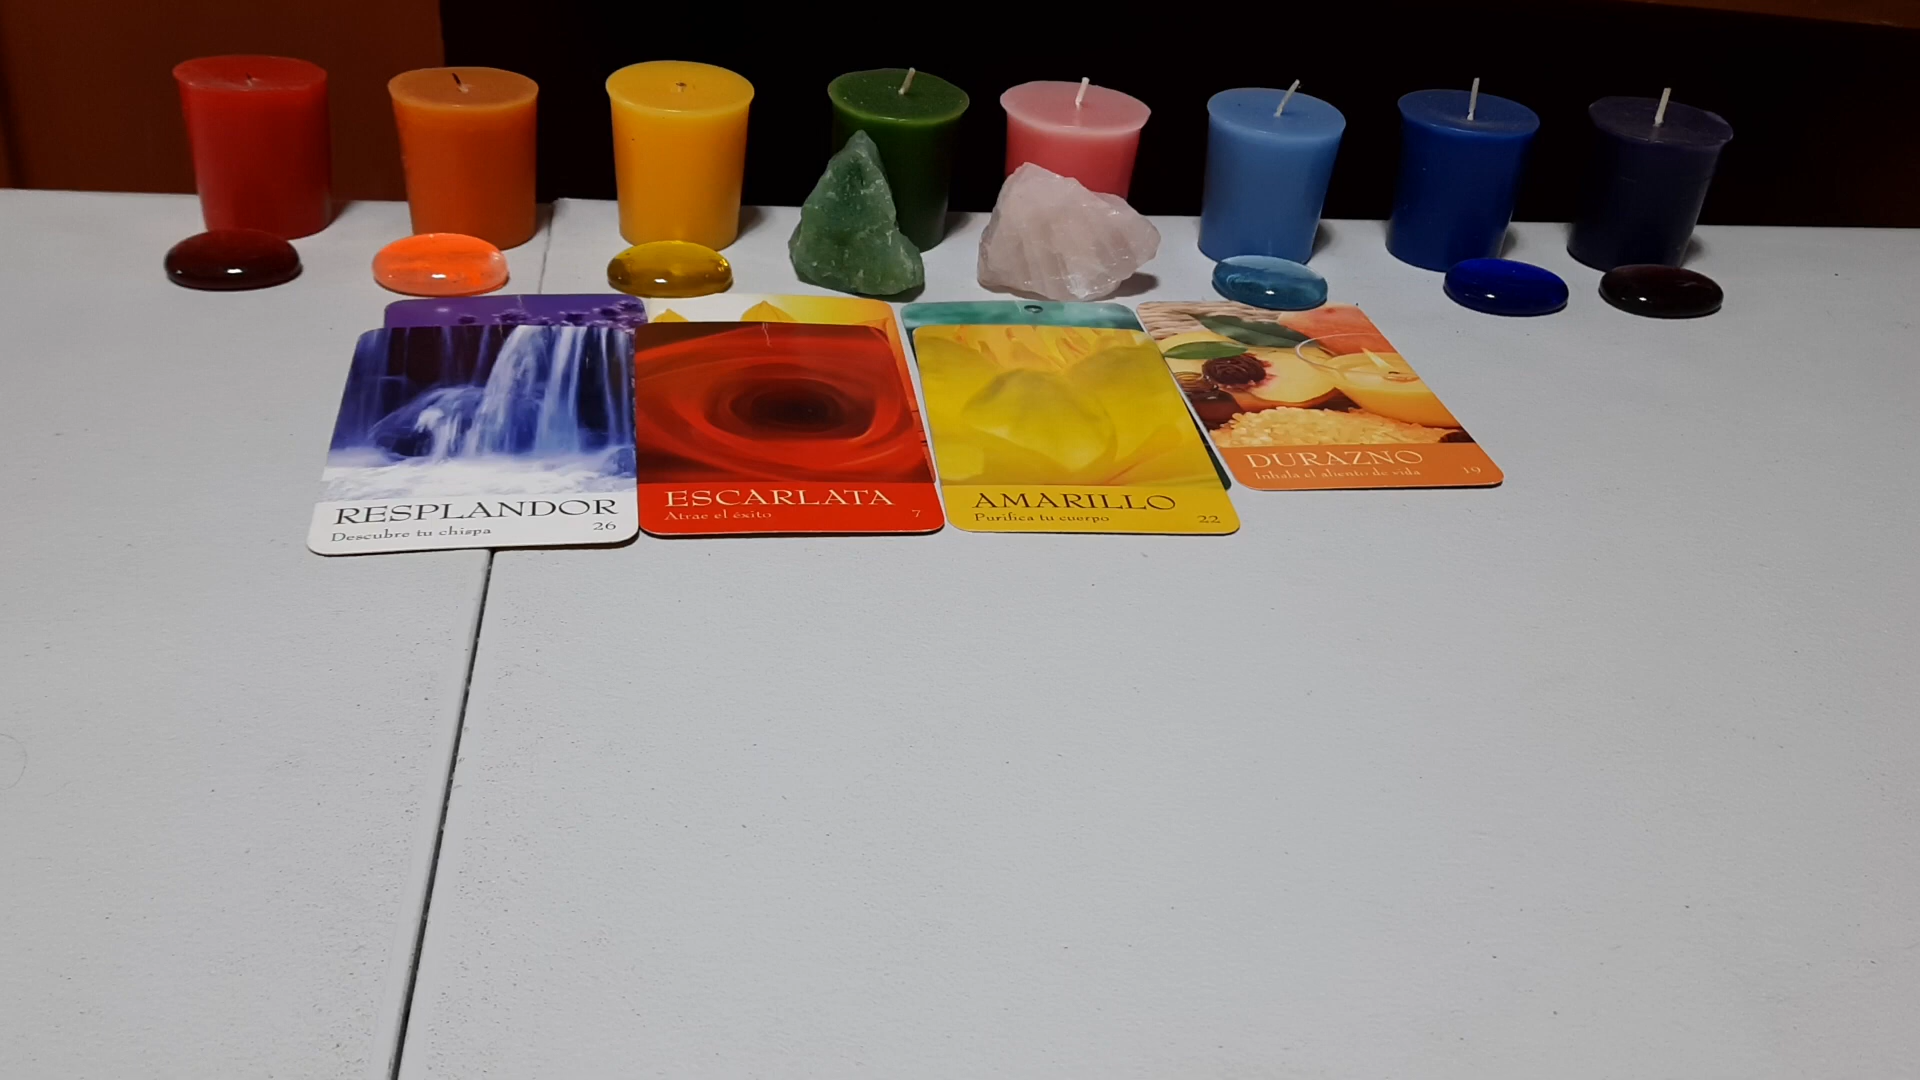 RESPLANDOR
Descubre tu chispa
26
ESCARLATA
Atrae el éxito
7
AMARILLO
Purifica tu cuerpo
22
DURAZNO
Inhala el aliento de vida
19